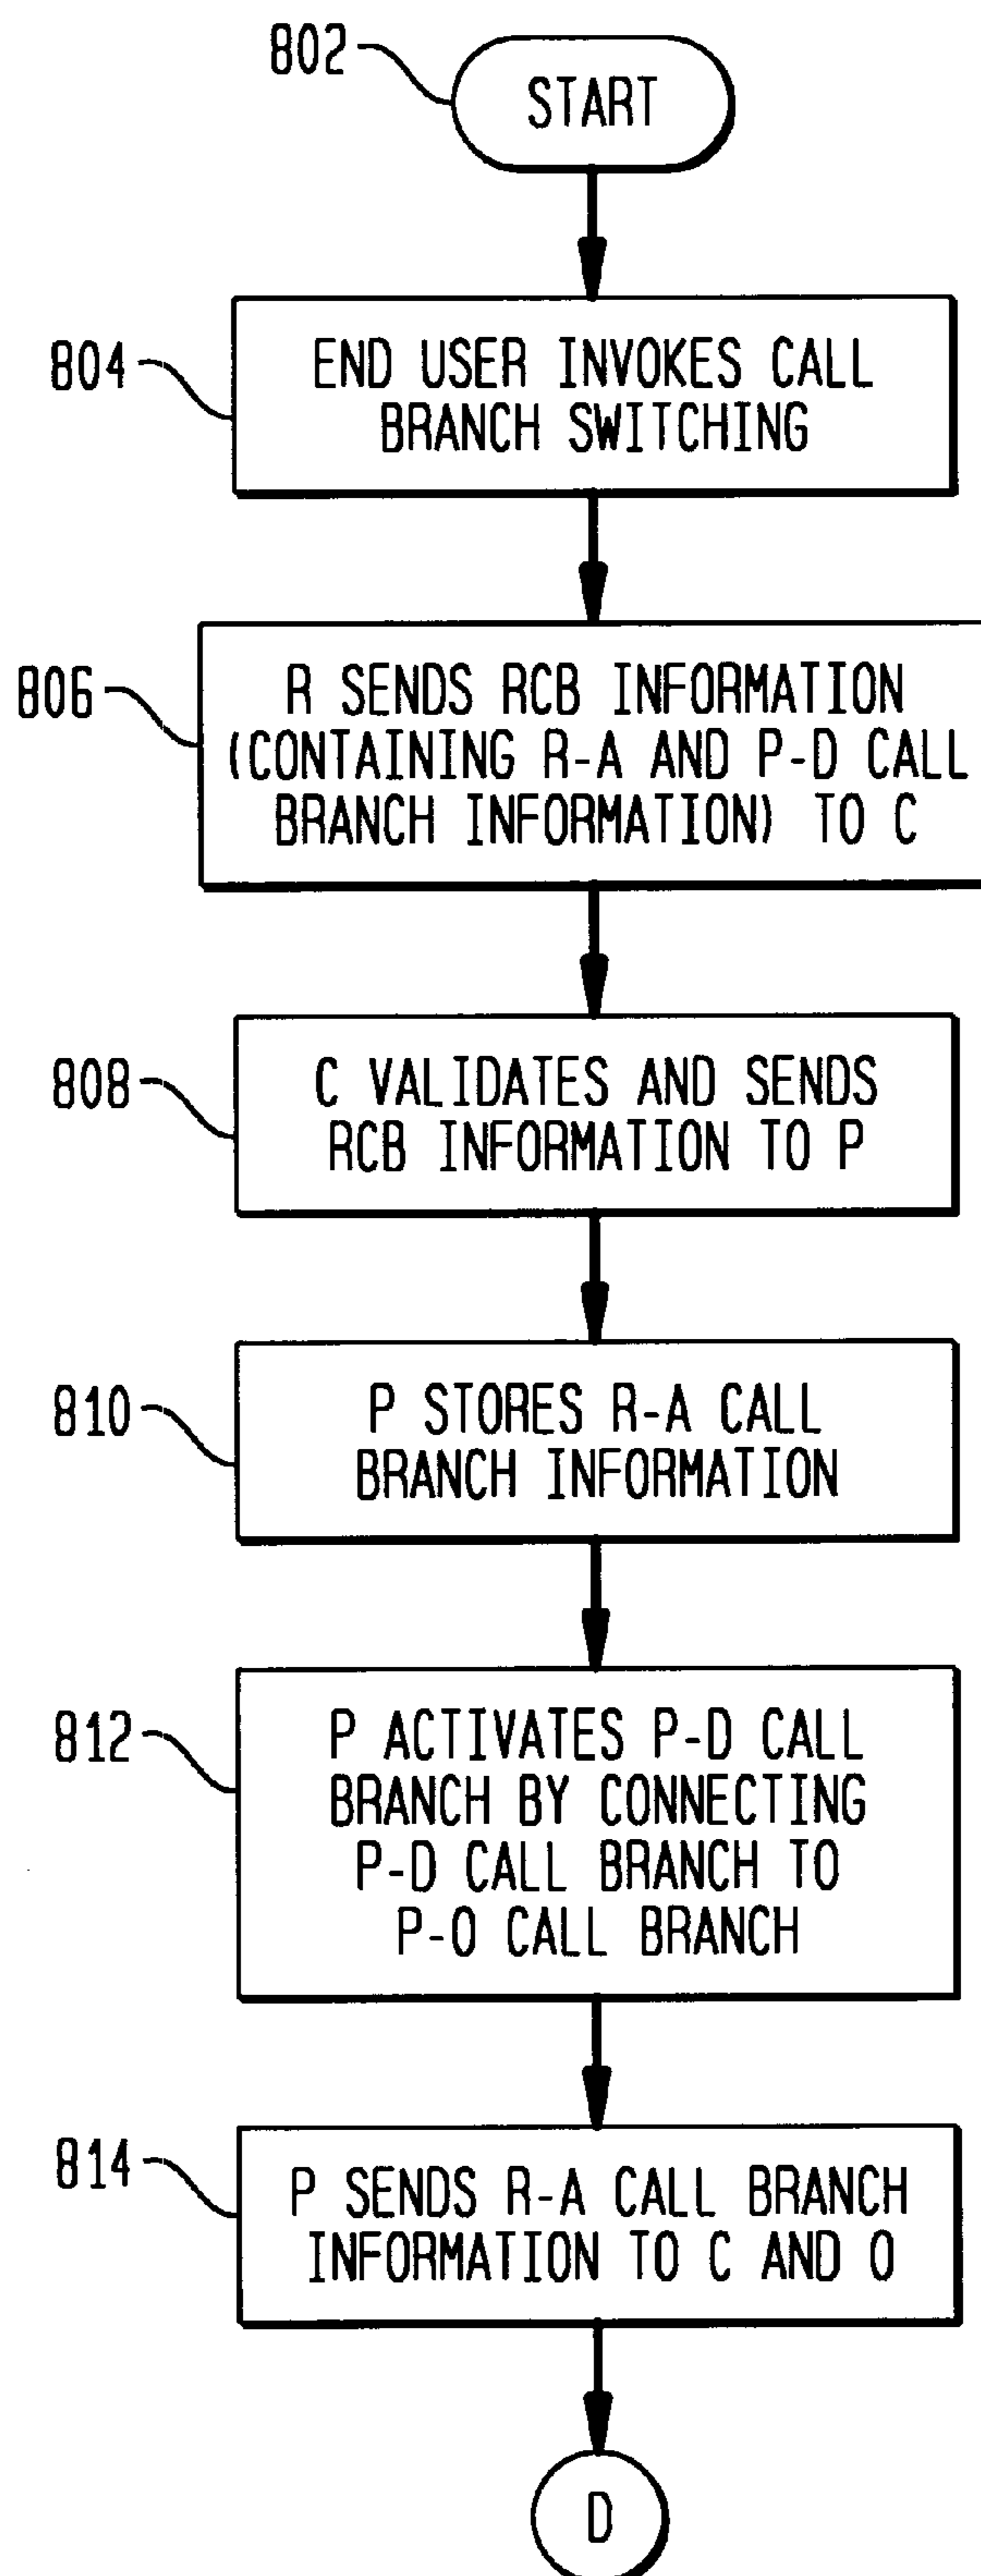 802
START
804
END USER INVOKES CALL
BRANCH SWITCHING
806
R SENDS RCB INFORMATION
(CONTAINING R-A AND P-D CALL
BRANCH INFORMATION) TO C
808
C VALIDATES AND SENDS
RCB INFORMATION TO P
810
P STORES R-A CALL
BRANCH INFORMATION
812
P ACTIVATES P-D CALL
BRANCH BY CONNECTING
P-D CALL BRANCH TO
P-O CALL BRANCH
814
P SENDS R-A CALL BRANCH
INFORMATION TO C AND O
D